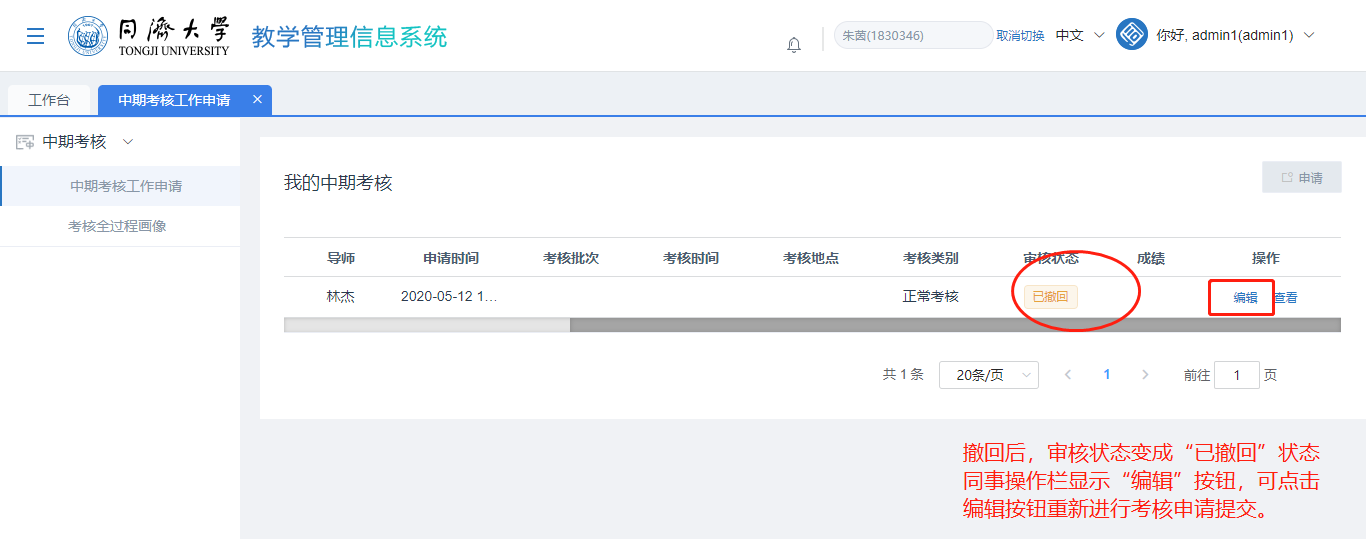 同濟大学
TONGJI UNIVERSITY
教学管理信息系统
朱茵(1830346)
取消切换
中文
你好, admin1(admin1)
工作台
中期考核工作申请
中期考核
中期考核工作申请
考核全过程画像
我的中期考核
申请
导师 申请时间 考核批次 考核时间 考核地点 考核类别 审核状态 成绩 操作
林杰 2020-05-12 1... 正常考核 已撤回 编辑 查看
共 1 条 20条/页 1 前往 1 页
撤回后，审核状态变成“已撤回”状态
同事操作栏显示“编辑”按钮，可点击
编辑按钮重新进行考核申请提交。